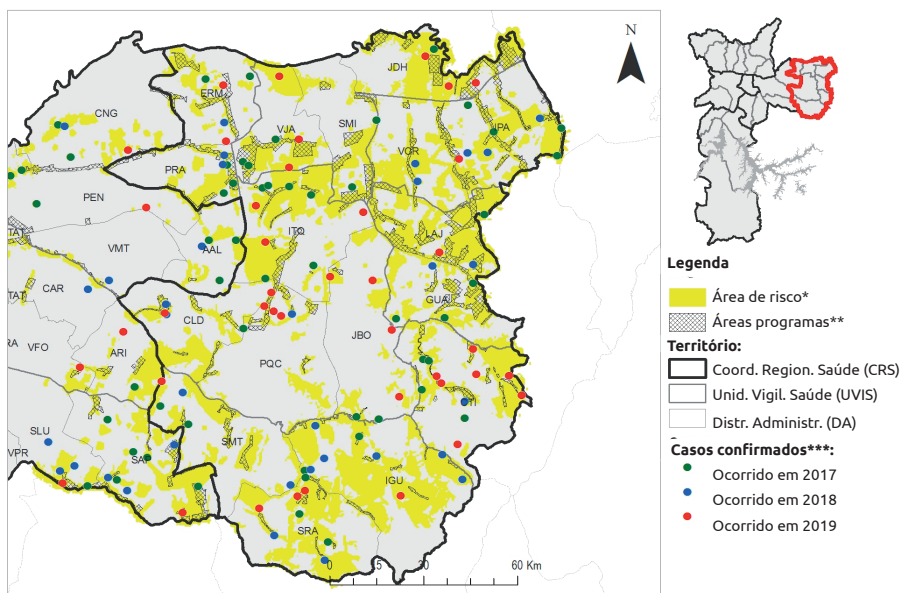 N
JDH
ERM
CNG
VJA
SMI
IPA
VCR
PRA
PEN
TAT
ITQ
LAJ
VMT
AAL
TAT
CAR
GUA
CLD
RA
VFO
ARI
JBO
PQC
SLU
SMT
VPR
IGU
SRA
0
60 Km
Legenda
Área de risco*
Áreas programas**
Território:
Coord. Region. Saúde (CRS)
Unid. Vigil. Saúde (UVIS)
Distr. Administr. (DA)
Casos confirmados***:
Ocorrido em 2017
Ocorrido em 2018
Ocorrido em 2019